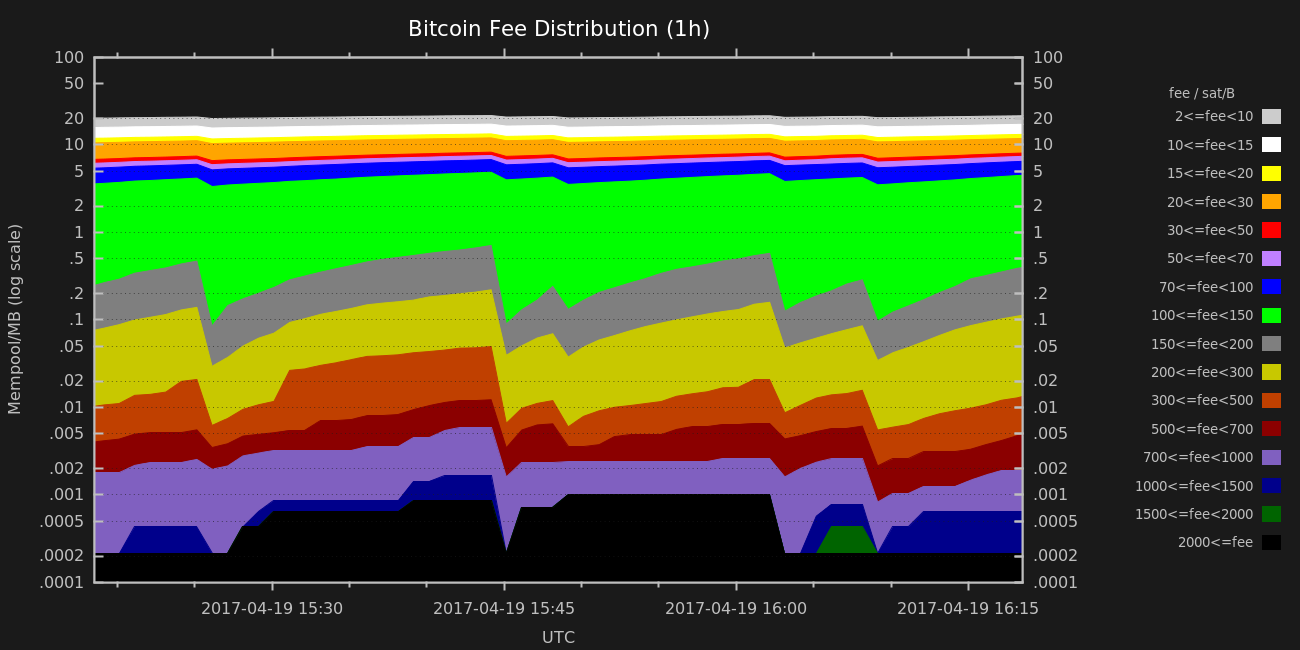 Bitcoin Fee Distribution (1h)
Mempool/MB (log scale)
100
50
20
10
5
2
1
.5
.2
.1
.05
.02
.01
.005
.002
.001
.0005
.0002
.0001
100
50
20
10
5
2
1
.5
.2
.1
.05
.02
.01
.005
.002
.001
.0005
.0002
.0001
2017-04-19 15:30 2017-04-19 15:45 2017-04-19 16:00 2017-04-19 16:15
UTC
fee / sat/B
2<=fee<10
10<=fee<15
15<=fee<20
20<=fee<30
30<=fee<50
50<=fee<70
70<=fee<100
100<=fee<150
150<=fee<200
200<=fee<300
300<=fee<500
500<=fee<700
700<=fee<1000
1000<=fee<1500
1500<=fee<2000
2000<=fee